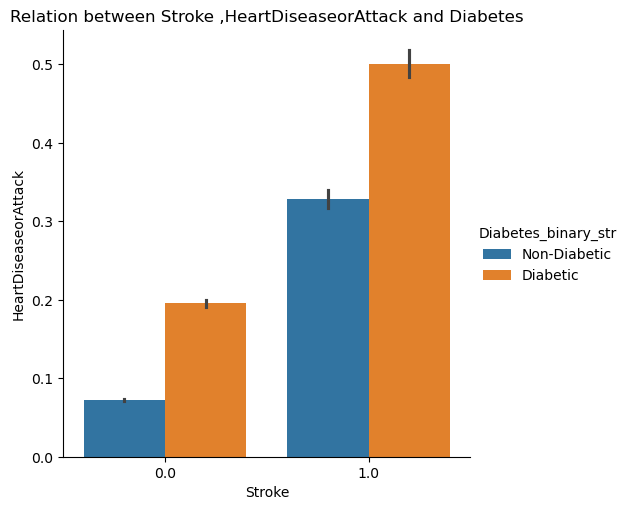 Relation between Stroke ,HeartDiseaseorAttack and Diabetes
0.5
0.4
0.3
0.2
0.1
0.0
HeartDiseaseorAttack
0.0 1.0
Stroke
Diabetes_binary_str
Non-Diabetic
Diabetic